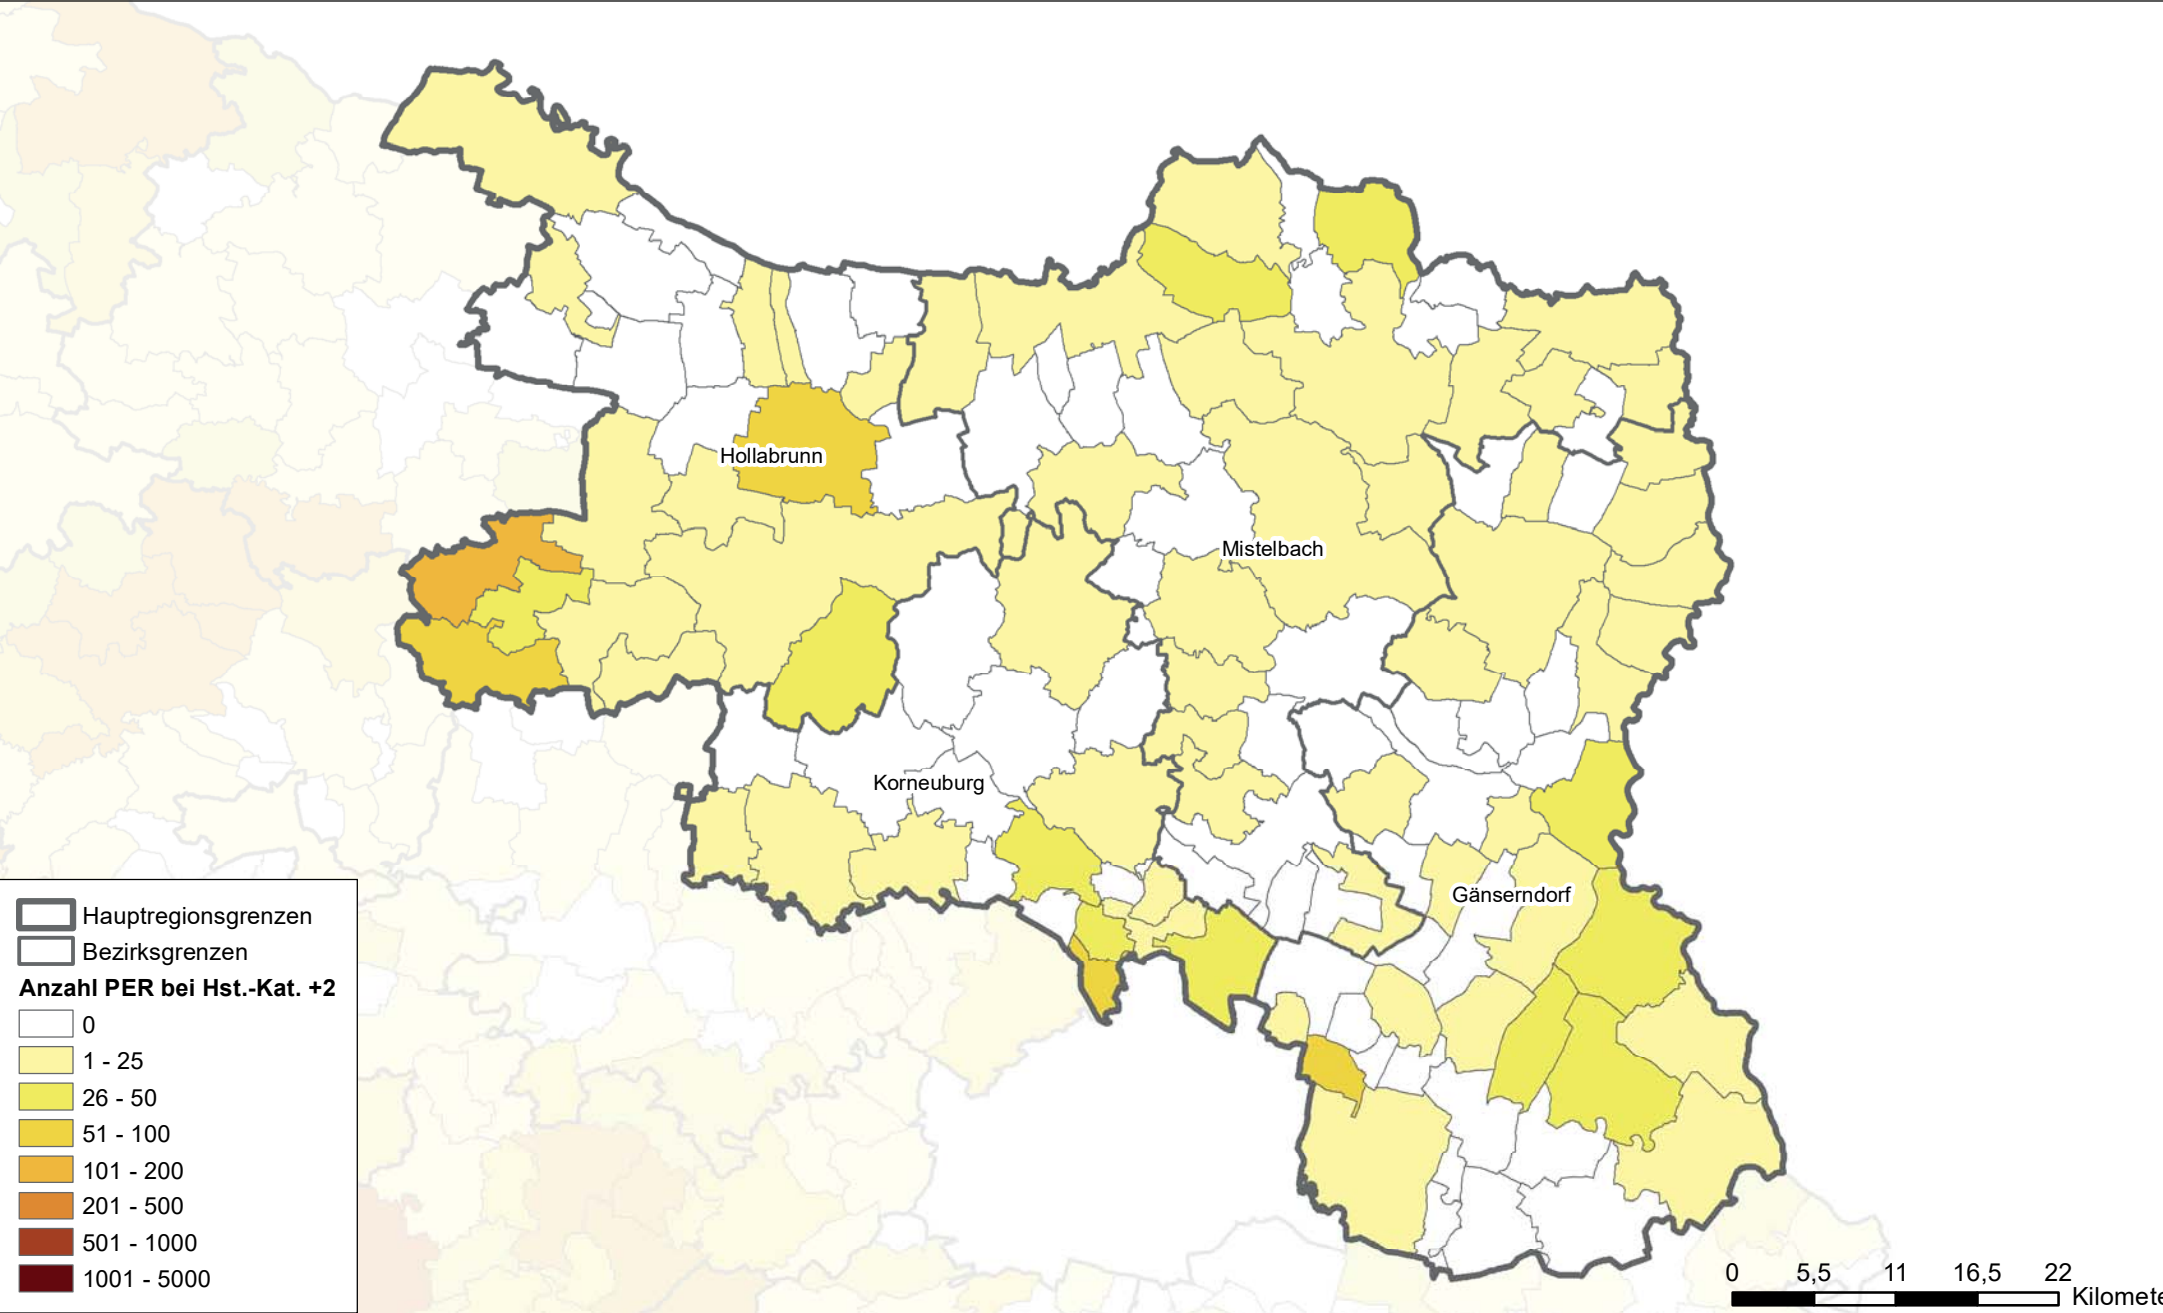 Hollabrunn
Mistelbach
Korneuburg
Gänserndorf
Hauptregionsgrenzen
Bezirksgrenzen
Anzahl PER bei Hst.-Kat. +2
0
1 - 25
26 - 50
51 - 100
101 - 200
201 - 500
501 - 1000
1001 - 5000
0 5,5 11 16,5 22
Kilomete